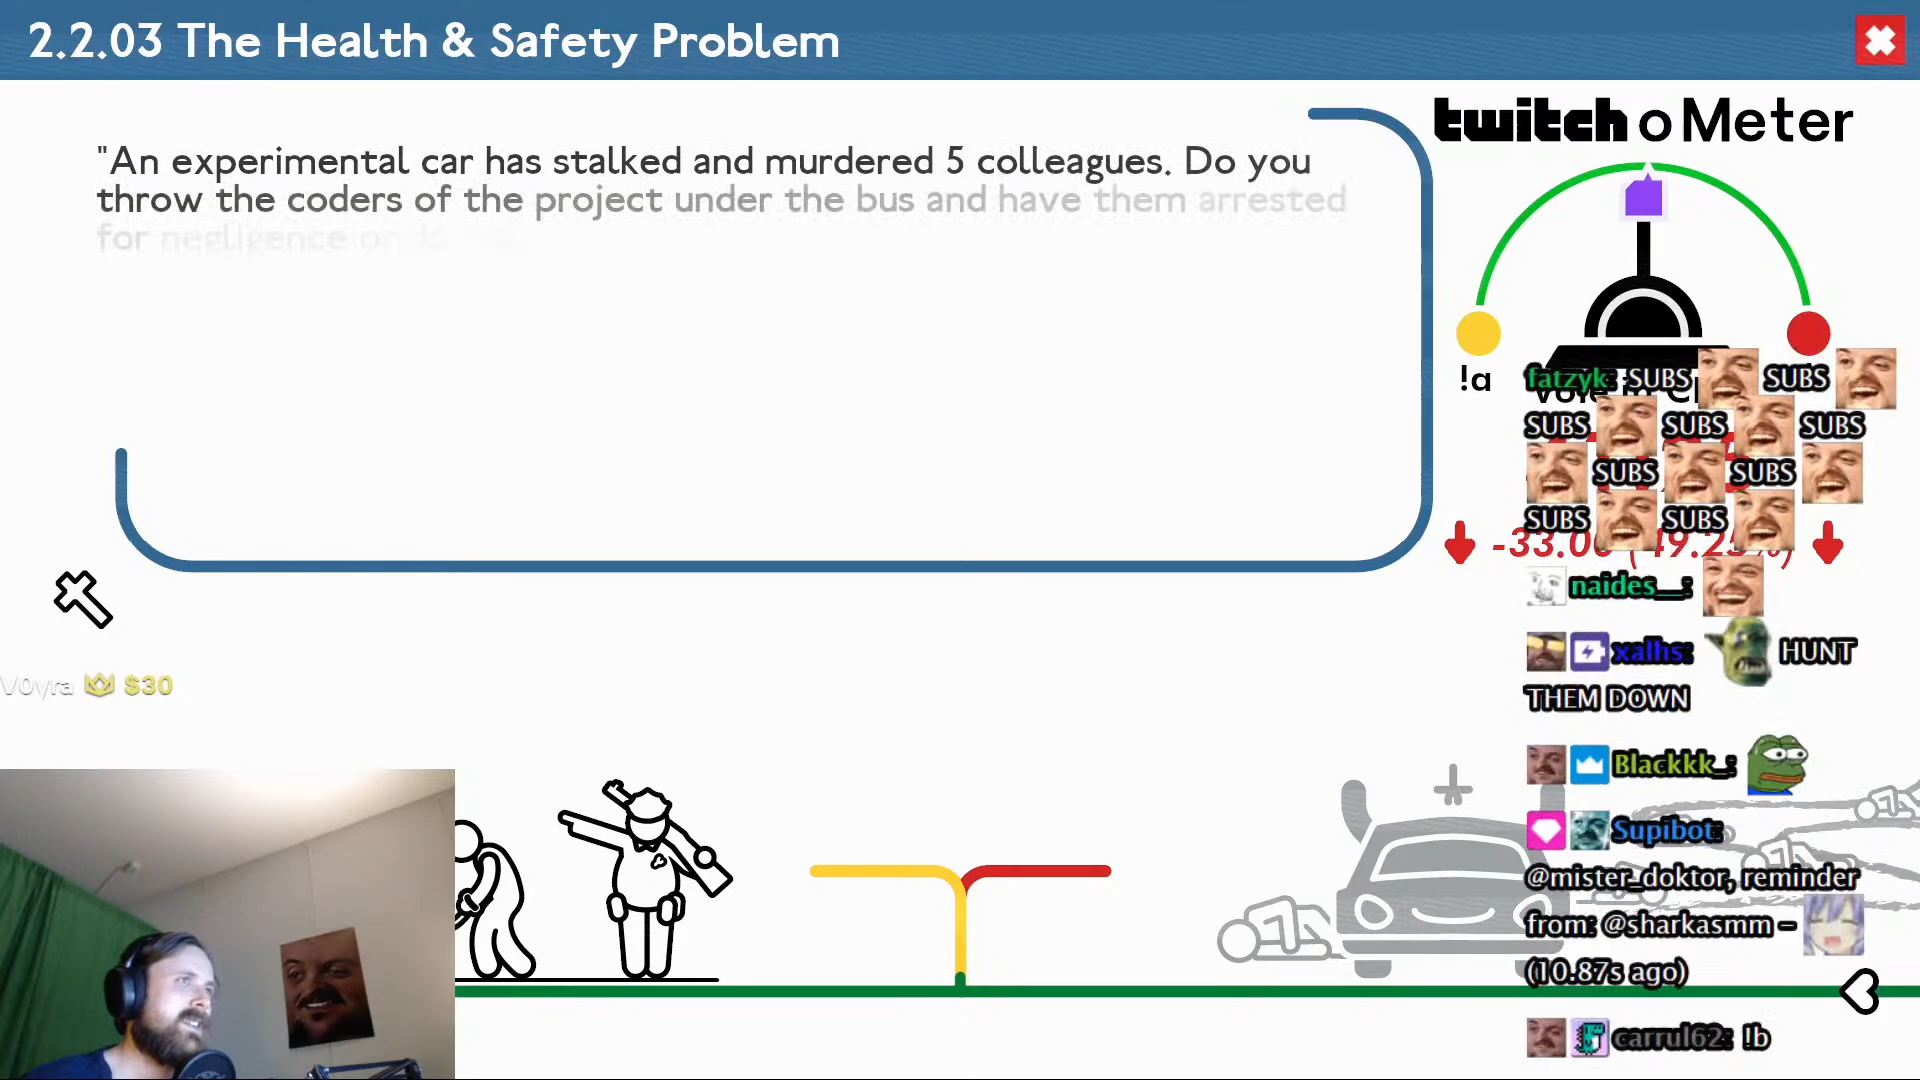 2.2.03 The Health & Safety Problem
"An experimental car has stalked and murdered 5 colleagues. Do you
throw the coders of the project under the bus and have them arrested
for negligence or
twitch o Meter
!a
fatzyk: SUBS SUBS
SUBS SUBS SUBS
SUBS SUBS
SUBS SUBS
naides__:
xalhs: HUNT
THEM DOWN
Blackkk_:
Supibot:
@mister_doktor, reminder
from: @sharkasmm –
(10.87s ago)
carrul62: !b
V0yra $30